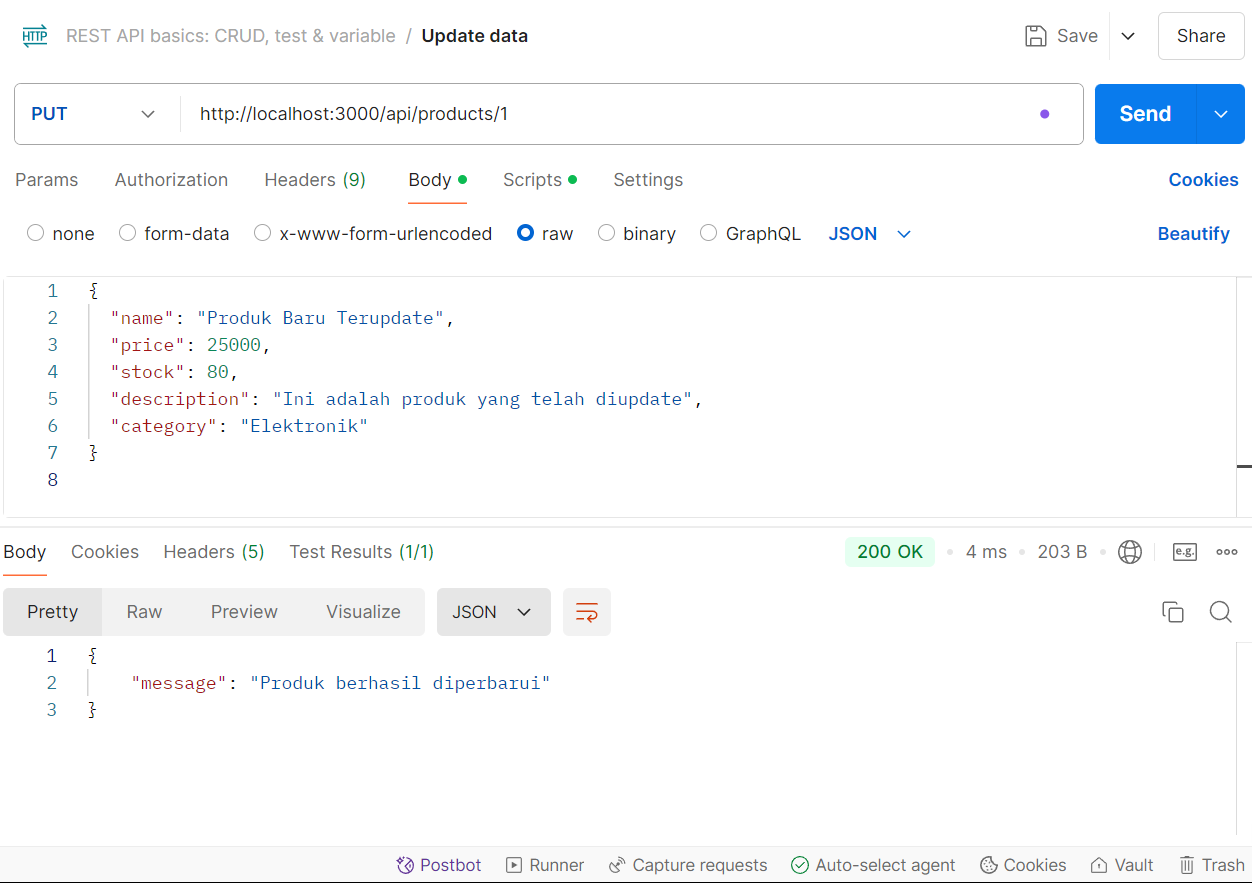 HTTP REST API basics: CRUD, test & variable / Update data Save Share
PUT http://localhost:3000/api/products/1 Send
Params Authorization Headers (9) Body Scripts Settings Cookies
none form-data x-www-form-urlencoded raw binary GraphQL JSON Beautify
1 {
2 "name": "Produk Baru Terupdate",
3 "price": 25000,
4 "stock": 80,
5 "description": "Ini adalah produk yang telah diupdate",
6 "category": "Elektronik"
7 }
8
Body Cookies Headers (5) Test Results (1/1) 200 OK 4 ms 203 B e.g.
Pretty Raw Preview Visualize JSON
1 {
2 "message": "Produk berhasil diperbarui"
3 }
Postbot Runner Capture requests Auto-select agent Cookies Vault Trash